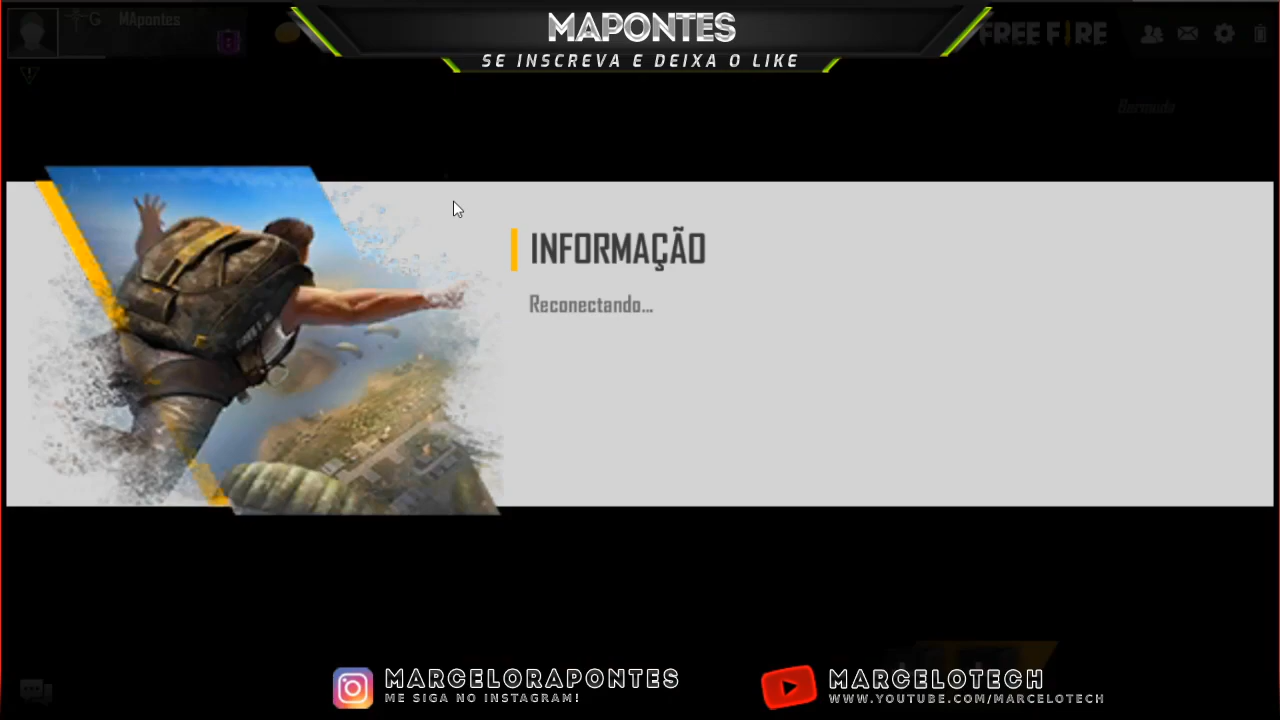 G MApontes
MAPONTES
SE INSCREVA E DEIXA O LIKE
FREE FIRE
Bermuda
INFORMAÇÃO
Reconectando...
MARCELORAPONTES
ME SIGA NO INSTAGRAM!
MARCELOTECH
WWW.YOUTUBE.COM/MARCELOTECH